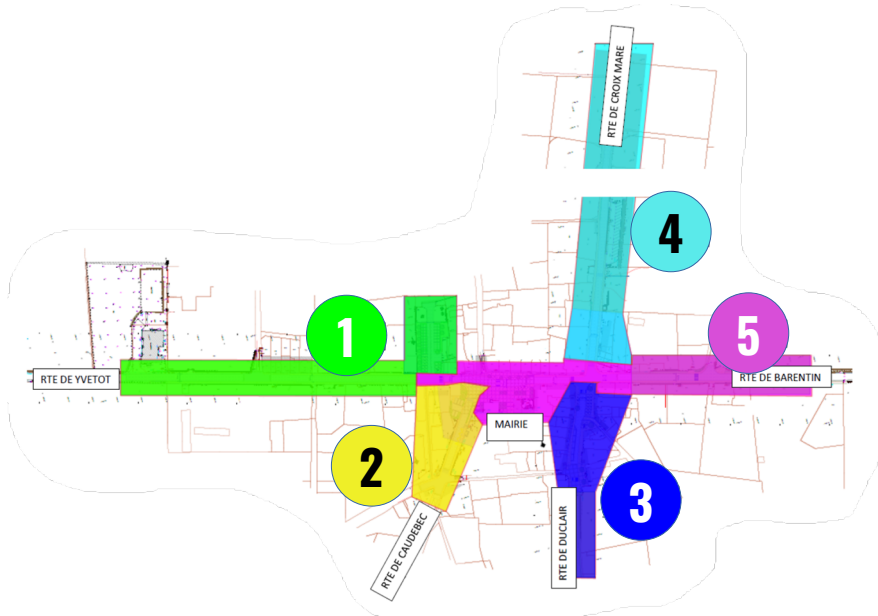 RTE DE CROIX MARE
4
1
5
RTE DE YVETOT
RTE DE BARENTIN
MAIRIE
2
3
RTE DE CAUDEBEC
RTE DE DUCLAIR